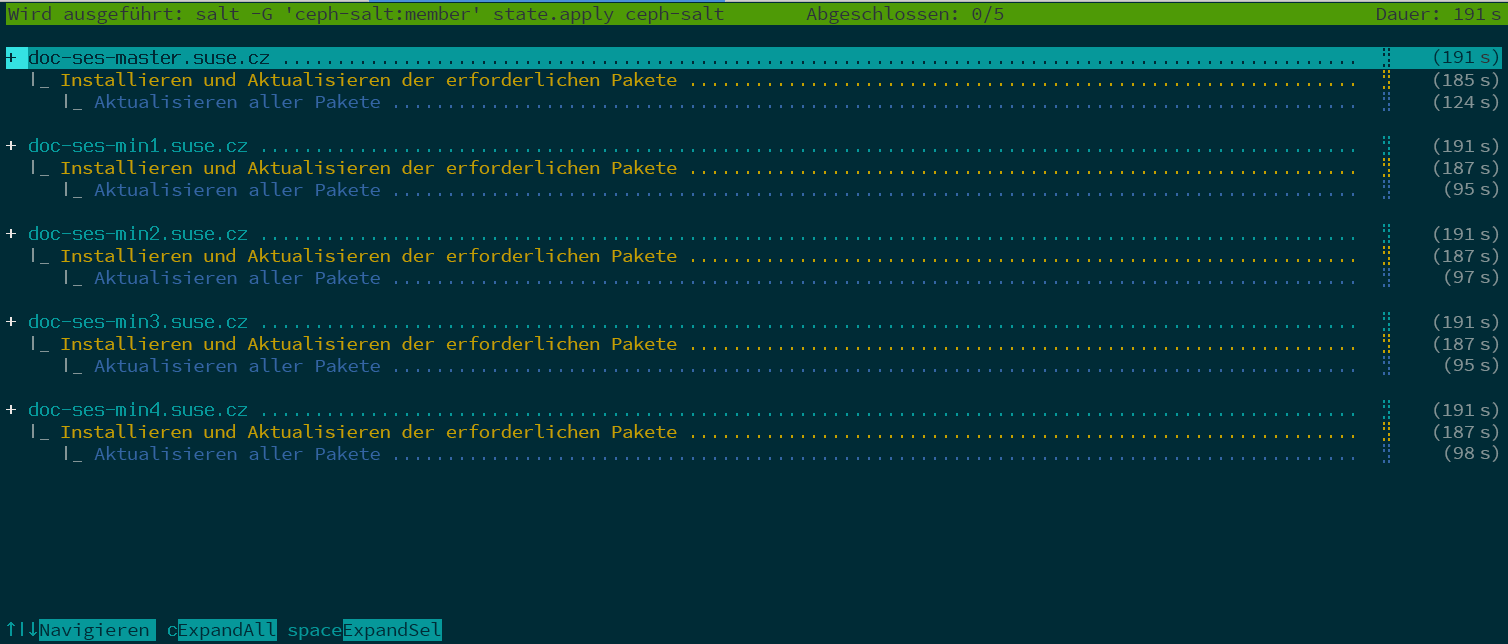 Wird ausgeführt: salt -G 'ceph-salt:member' state.apply ceph-salt Abgeschlossen: 0/5 Dauer: 191 s
+ doc-ses-master.suse.cz ........................................ (191 s)
|_ Installieren und Aktualisieren der erforderlichen Pakete ........................................ (185 s)
|_ Aktualisieren aller Pakete ........................................ (124 s)
+ doc-ses-min1.suse.cz ........................................ (191 s)
|_ Installieren und Aktualisieren der erforderlichen Pakete ........................................ (187 s)
|_ Aktualisieren aller Pakete ........................................ (95 s)
+ doc-ses-min2.suse.cz ........................................ (191 s)
|_ Installieren und Aktualisieren der erforderlichen Pakete ........................................ (187 s)
|_ Aktualisieren aller Pakete ........................................ (97 s)
+ doc-ses-min3.suse.cz ........................................ (191 s)
|_ Installieren und Aktualisieren der erforderlichen Pakete ........................................ (187 s)
|_ Aktualisieren aller Pakete ........................................ (95 s)
+ doc-ses-min4.suse.cz ........................................ (191 s)
|_ Installieren und Aktualisieren der erforderlichen Pakete ........................................ (187 s)
|_ Aktualisieren aller Pakete ........................................ (98 s)
↑|↓Navigieren cExpandAll spaceExpandSel